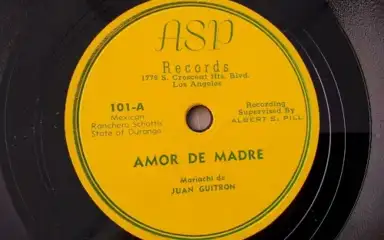 ASP
Records
1776 S. Crescent Hts. Blvd.
Los Angeles
101-A
Mexican
Ranchera Schottis
State of Durango
Recording
Supervised By
ALBERT S. PILL
AMOR DE MADRE
Mariachi de
JUAN GUITRON